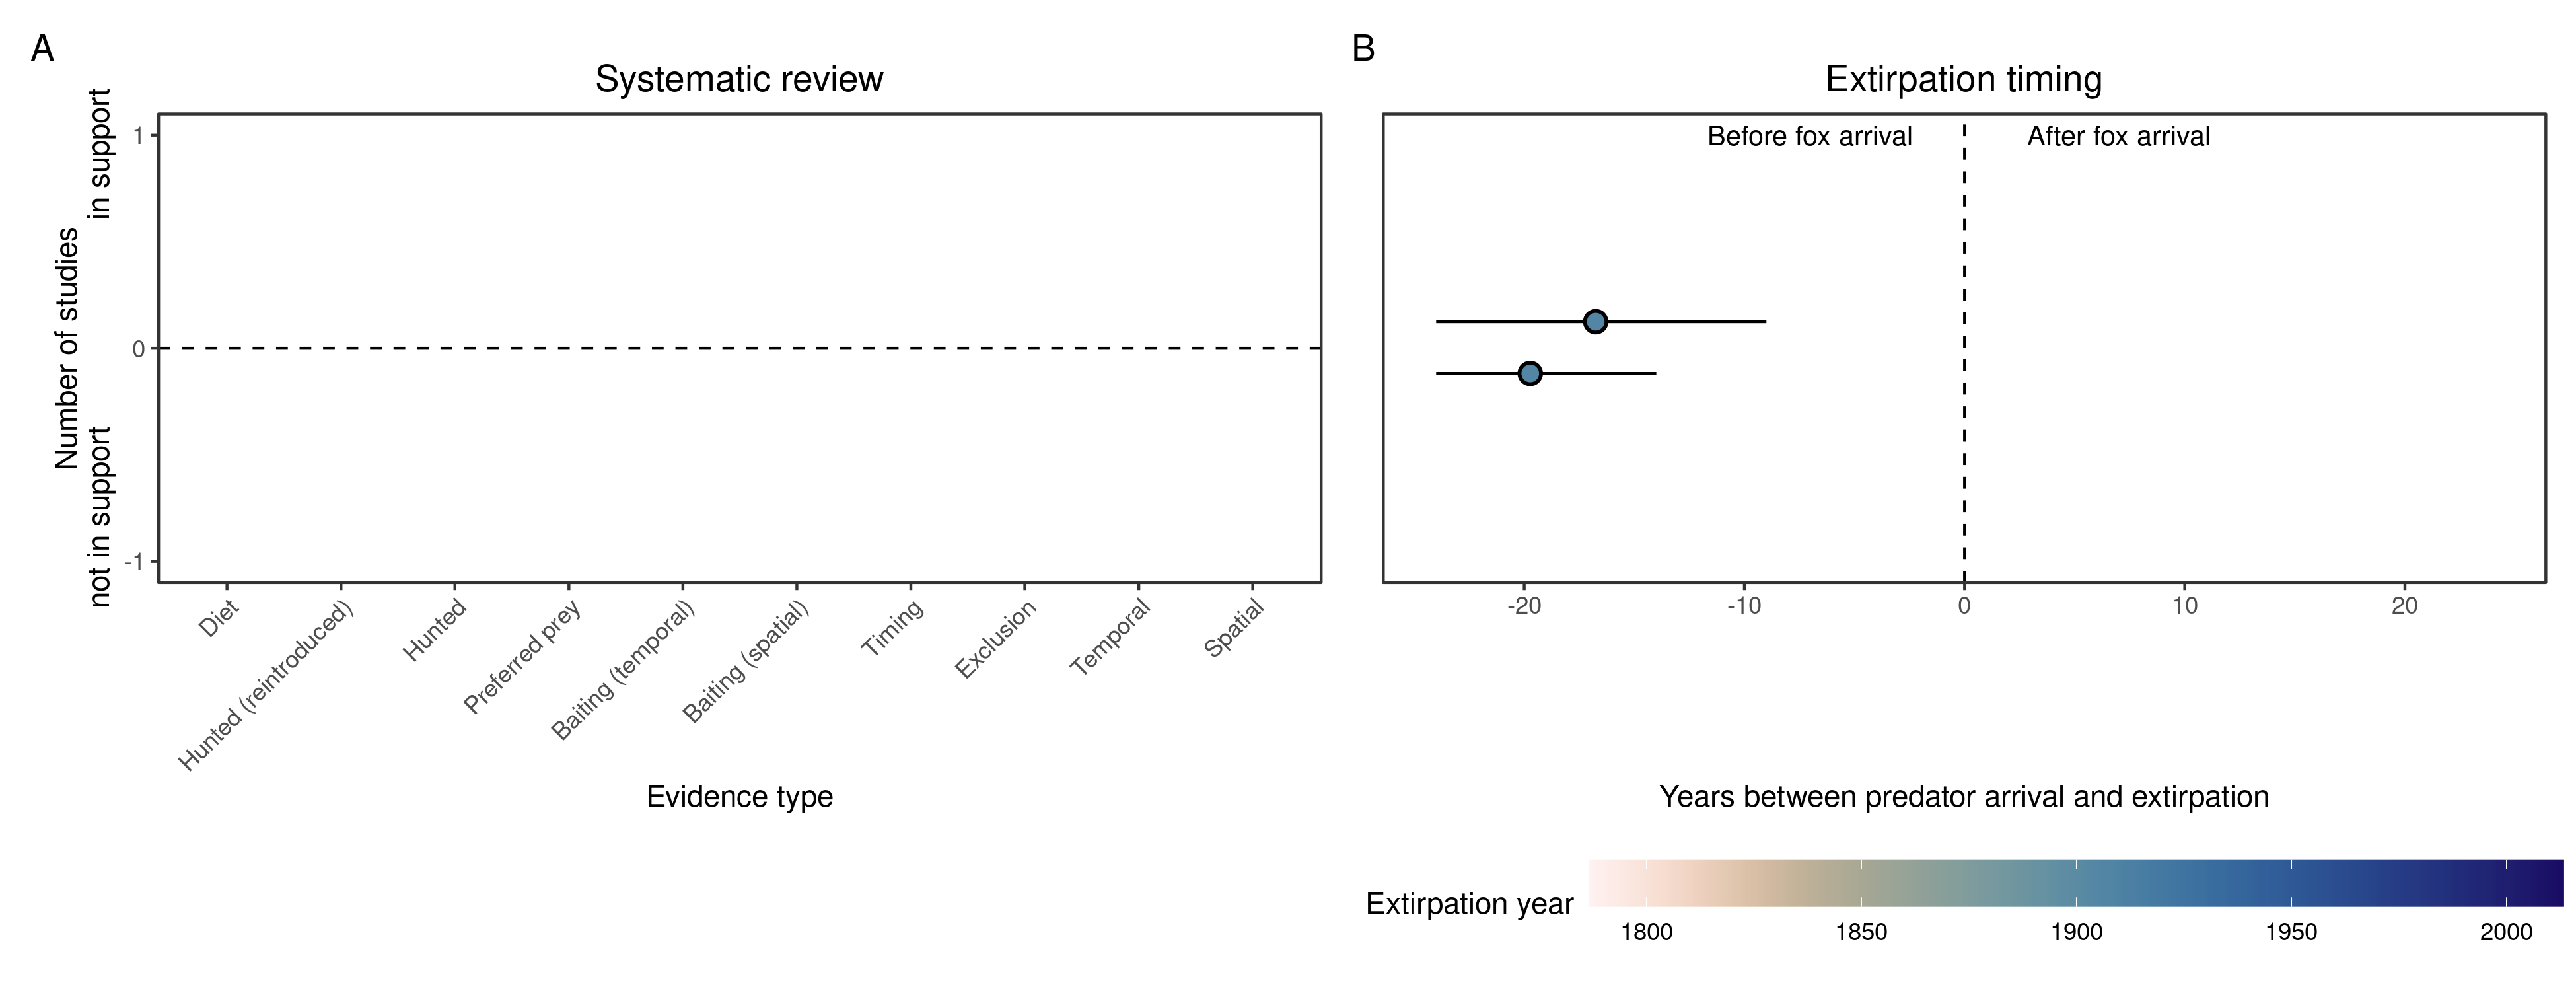 A
Systematic review
Number of studies
not in support
in support
1
0
-1
Diet
Hunted (reintroduced)
Hunted
Preferred prey
Baiting (temporal)
Baiting (spatial)
Timing
Exclusion
Temporal
Spatial
Evidence type
B
Extirpation timing
Before fox arrival
After fox arrival
-20
-10
0
10
20
Years between predator arrival and extirpation
Extirpation year
1800
1850
1900
1950
2000